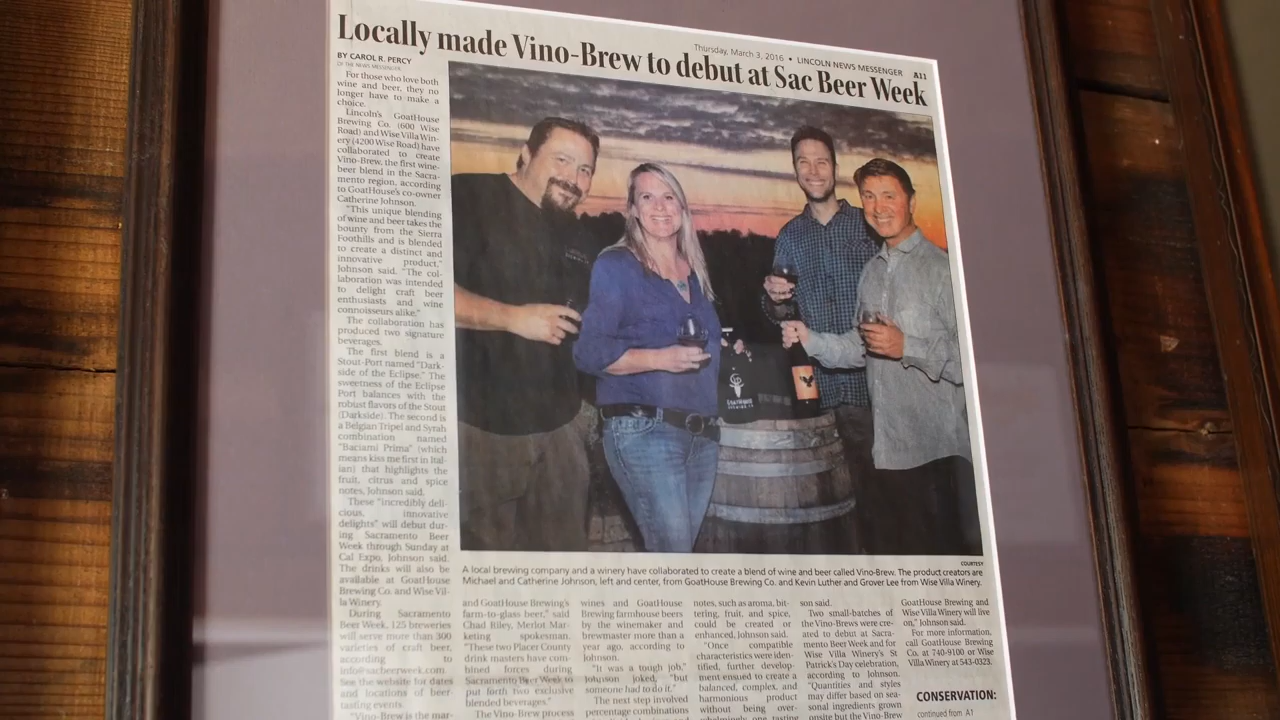 Thursday, March 3, 2016 • LINCOLN NEWS MESSENGER A11
Locally made Vino-Brew to debut at Sac Beer Week
BY CAROL R. PERCY
OF THE NEWS MESSENGER
For those who love both
wine and beer, they no
longer have to make a
choice.
Lincoln's GoatHouse
Brewing Co. (600 Wise
Road) and Wise Villa Win-
ery (4200 Wise Road) have
collaborated to create
Vino-Brew, the first wine-
beer blend in the Sacra-
mento region, according
to GoatHouse's co-owner
Catherine Johnson.
"This unique blending
of wine and beer takes the
bounty from the Sierra
Foothills and is blended
to create a distinct and
innovative product,"
Johnson said. "The col-
laboration was intended
to delight craft beer
enthusiasts and wine
connoisseurs alike."
The collaboration has
produced two signature
beverages.
The first blend is a
Stout-Port named "Dark-
side of the Eclipse." The
sweetness of the Eclipse
Port balances with the
robust flavors of the Stout
(Darkside). The second is
a Belgian Tripel and Syrah
combination named
"Baciami Prima" (which
means kiss me first in Ital-
ian) that highlights the
fruit, citrus and spice
notes, Johnson said.
These "incredibly deli-
cious, innovative
delights" will debut dur-
ing Sacramento Beer
Week through Sunday at
Cal Expo, Johnson said.
The drinks will also be
available at GoatHouse
Brewing Co. and Wise Vil-
la Winery.
During Sacramento
Beer Week, 125 breweries
will serve more than 300
varieties of craft beer,
according to
info@sacbeerweek.com.
See the website for dates
and locations of beer-
tasting events.
"Vino-Brew is the mar-
GOATHOUSE
BREWING CO
COURTESY
A local brewing company and a winery have collaborated to create a blend of wine and beer called Vino-Brew. The product creators are
Michael and Catherine Johnson, left and center, from GoatHouse Brewing Co. and Kevin Luther and Grover Lee from Wise Villa Winery.
and GoatHouse Brewing's
farm-to-glass beer," said
Chad Riley, Merlot Mar-
keting spokesman.
"These two Placer County
drink masters have com-
bined forces during
Sacramento Beer Week to
put forth two exclusive
blended beverages."
The Vino-Brew process
wines and GoatHouse
Brewing farmhouse beers
by the winemaker and
brewmaster more than a
year ago, according to
Johnson.
"It was a tough job,"
Johnson joked, "but
someone had to do it."
The next step involved
percentage combinations
notes, such as aroma, bit-
tering, fruit, and spice,
could be created or
enhanced, Johnson said.
"Once compatible
characteristics were iden-
tified, further develop-
ment ensued to create a
balanced, complex, and
harmonious product
without being over-
whelmingly one tasting
son said.
Two small-batches of
the Vino-Brews were cre-
ated to debut at Sacra-
mento Beer Week and for
Wise Villa Winery's St
Patrick's Day celebration,
according to Johnson.
"Quantities and styles
may differ based on sea-
sonal ingredients grown
onsite but the Vino-Brew
GoatHouse Brewing and
Wise Villa Winery will live
on," Johnson said.
For more information,
call GoatHouse Brewing
Co. at 740-9100 or Wise
Villa Winery at 543-0323.
CONSERVATION:
continued from A1